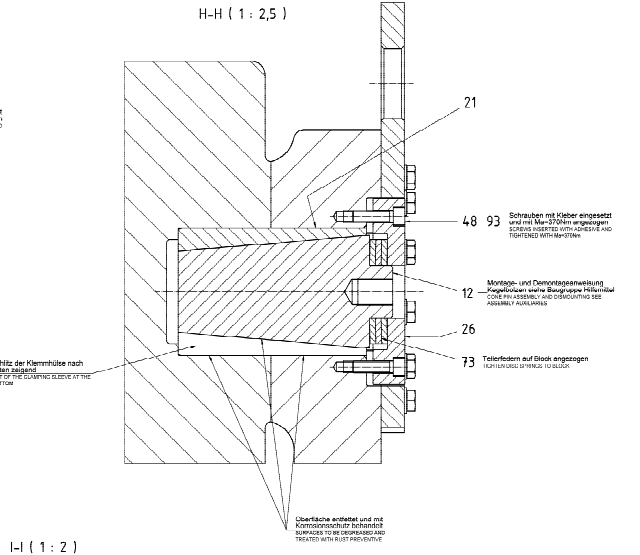 H-H ( 1 : 2,5 )
21
48 93 Schrauben mit Kleber eingesetzt
und mit Ma=370Nm angezogen
SCREWS INSERTED WITH ADHESIVE AND
TIGHTENED WITH Ma=370Nm
Montage- und Demontageanweisung
12 Kegelbolzen siehe Baugruppe Hilfsmittel
CONE PIN ASSEMBLY AND DISMOUNTING SEE
ASSEMBLY AUXILIARIES
26
73 Tellerfedern auf Block angezogen
TIGHTEN DISC SPRINGS TO BLOCK
hlitz der Klemmhülse nach
ten zeigend
T OF THE CLAMPING SLEEVE AT THE
TTOM
Oberfläche entfettet und mit
Korrosionsschutz behandelt
SURFACES TO BE DEGREASED AND
TREATED WITH RUST PREVENTIVE
I-I ( 1 : 2 )